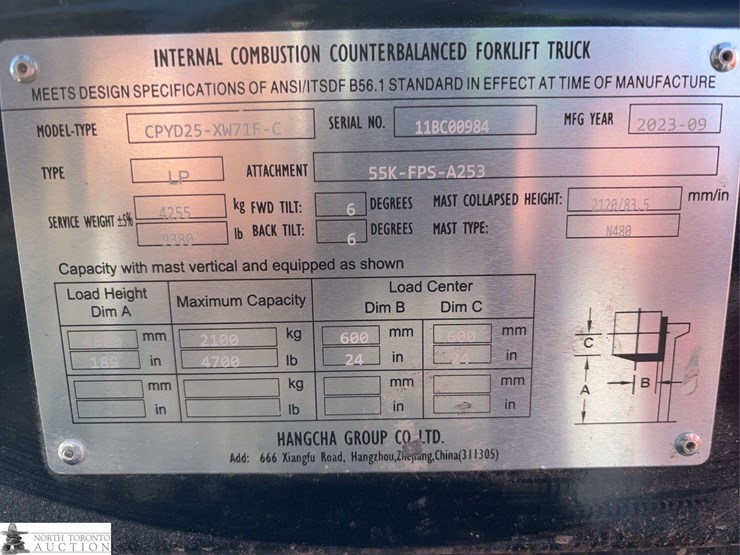 INTERNAL COMBUSTION COUNTERBALANCED FORKLIFT TRUCK
MEETS DESIGN SPECIFICATIONS OF ANSI/ITSDF B56.1 STANDARD IN EFFECT AT TIME OF MANUFACTURE
MODEL-TYPE CPYD25-XW71F-C SERIAL NO. 11BC00984 MFG YEAR 2023-09
TYPE LP ATTACHMENT 55K-FPS-A253
SERVICE WEIGHT ±5% 4255 kg FWD TILT: 6 DEGREES MAST COLLAPSED HEIGHT: 2120/83.5 mm/in
9380 lb BACK TILT: 6 DEGREES MAST TYPE: N480
Capacity with mast vertical and equipped as shown
Load Height Dim A Maximum Capacity Load Center
Dim B Dim C
mm 2100 kg 600 mm 600 mm
189 in 4700 lb 24 in 24 in
mm kg mm mm
in lb in in
C
A B
HANGCHA GROUP CO.,LTD.
Add: 666 Xiangfu Road, Hangzhou,Zhejiang,China(311305)
NORTH TORONTO
AUCTION